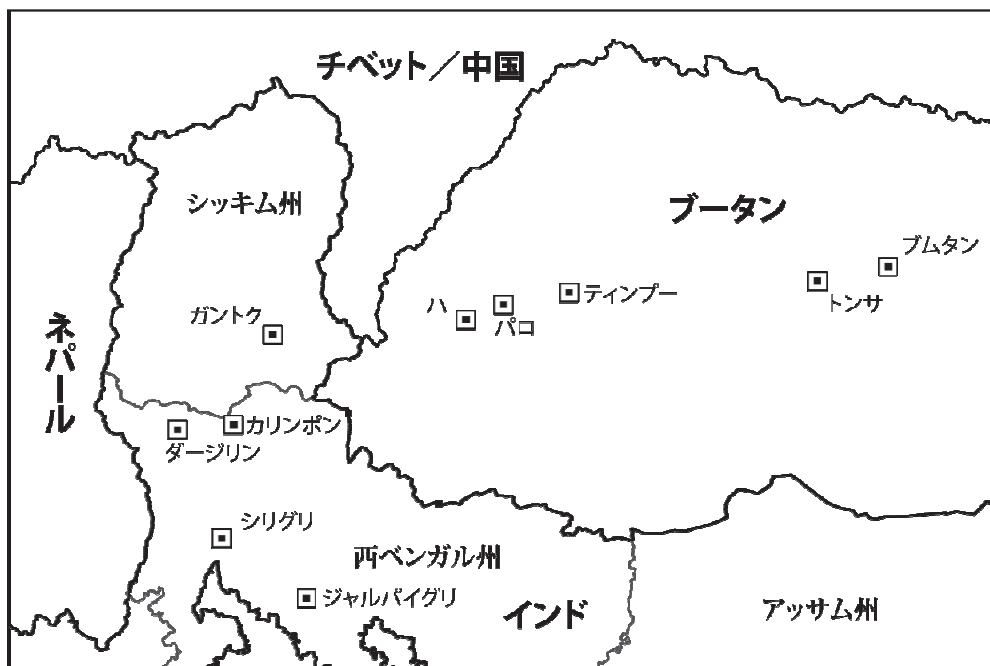 チベット／中国
シッキム州
ブータン
ブムタン
トンサ
ティンプー
パロ
ハ
ガントク
ネパール
カリンポン
ダージリン
シリグリ
西ベンガル州
ジャルパイグリ
インド
アッサム州